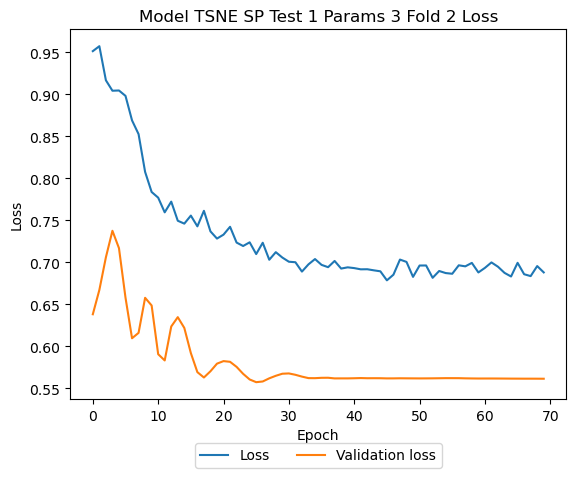 Model TSNE SP Test 1 Params 3 Fold 2 Loss
Loss
0.95
0.90
0.85
0.80
0.75
0.70
0.65
0.60
0.55
0 10 20 30 40 50 60 70
Epoch
Loss Validation loss